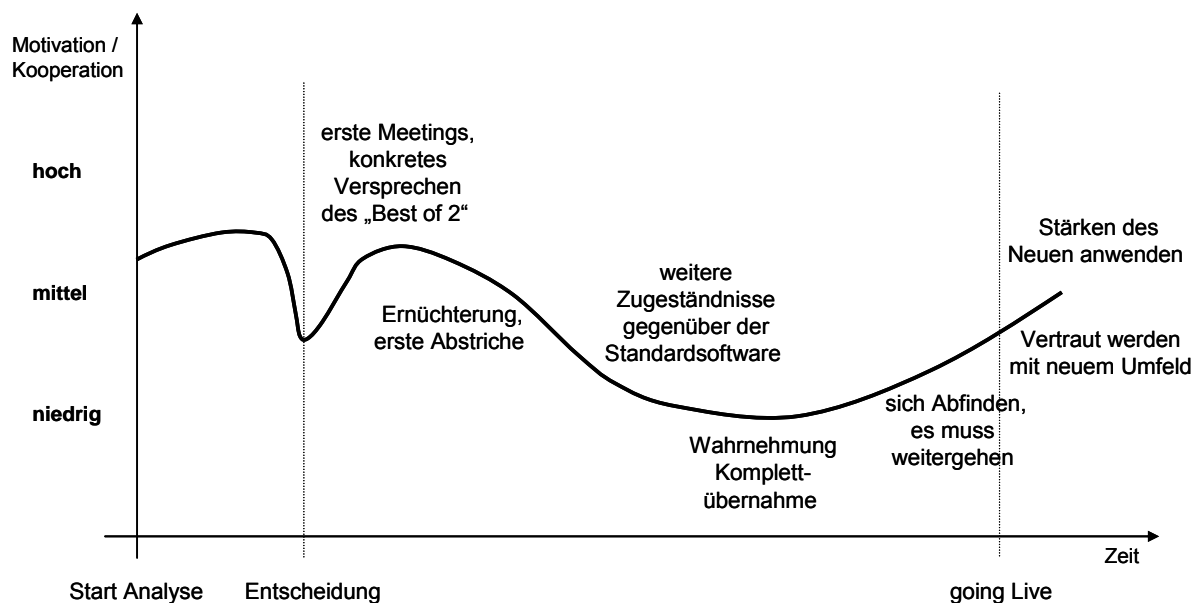 Motivation /
Kooperation
hoch
mittel
niedrig
erste Meetings,
konkretes
Versprechen
des „Best of 2“
Ernüchterung,
erste Abstriche
weitere
Zugeständnisse
gegenüber der
Standardsoftware
Wahrnehmung
Komplett-
übernahme
sich Abfinden,
es muss
weitergehen
Stärken des
Neuen anwenden
Vertraut werden
mit neuem Umfeld
Zeit
Start Analyse
Entscheidung
going Live